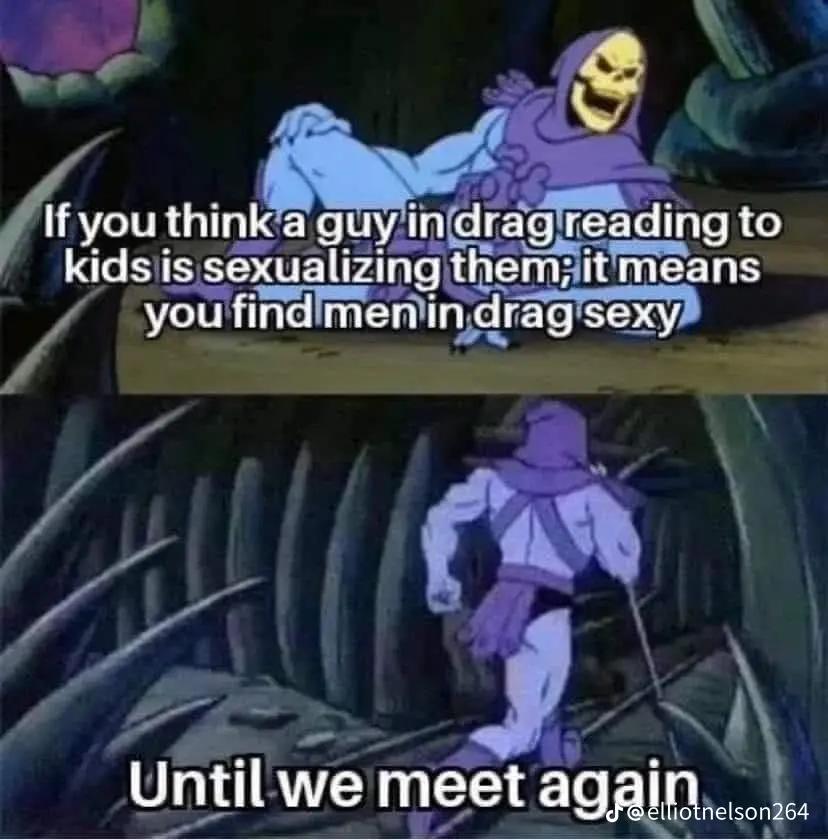 If you think a guy in drag reading to
kids is sexualizing them; it means
you find men in drag sexy
Until we meet again
@elliotnelson264